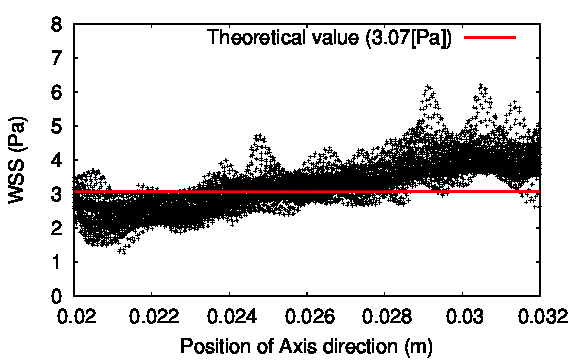 Theoretical value (3.07[Pa])
8
7
6
5
4
3
2
1
0
WSS (Pa)
0.02 0.022 0.024 0.026 0.028 0.03 0.032
Position of Axis direction (m)